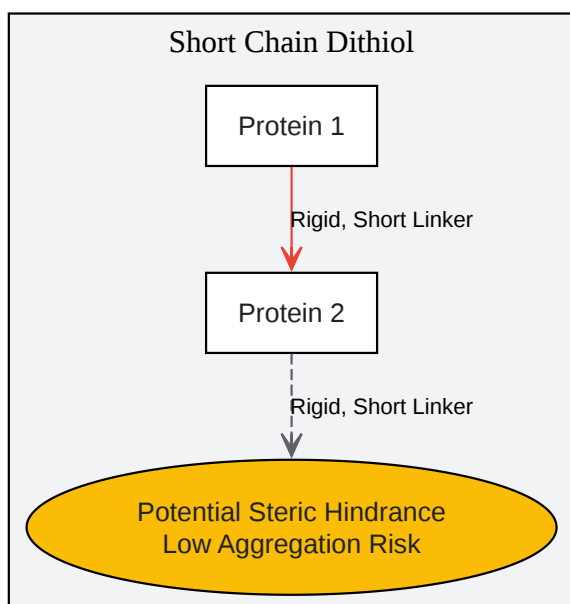 Short Chain Dithiol
Protein 1
Rigid, Short Linker
Protein 2
Rigid, Short Linker
Potential Steric Hindrance
Low Aggregation Risk